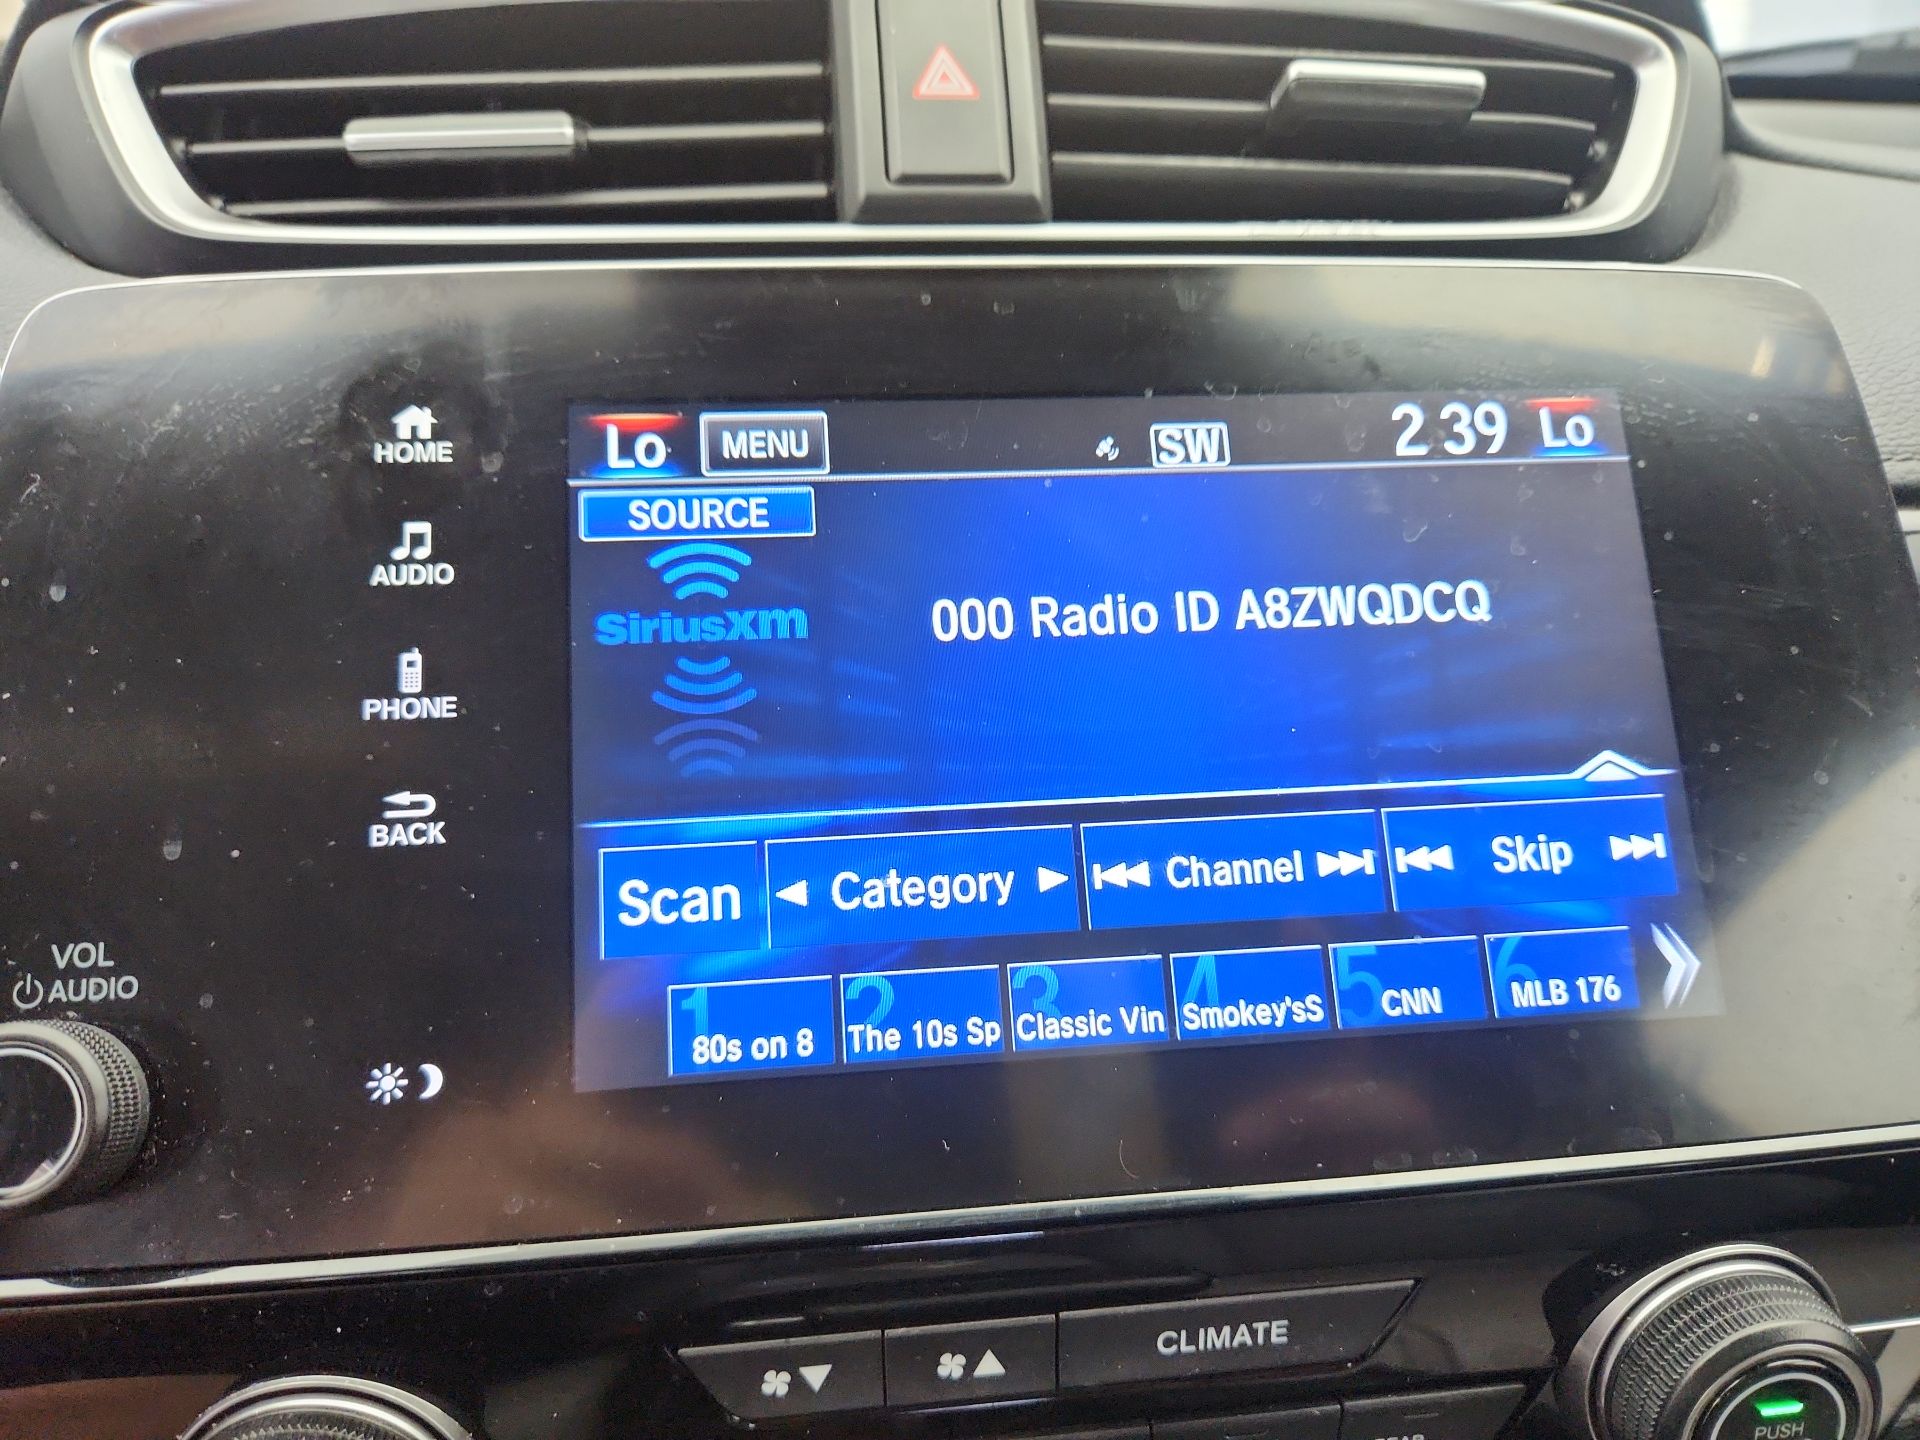 Lo
MENU
SW
2 39
Lo
HOME
SOURCE
AUDIO
SiriusXM
000 Radio ID A8ZWQDCQ
PHONE
BACK
Scan
Category
Channel
Skip
VOL
AUDIO
1 80s on 8
2 The 10s Sp
3 Classic Vin
4 Smokey'sS
5 CNN
6 MLB 176
CLIMATE
PUSH